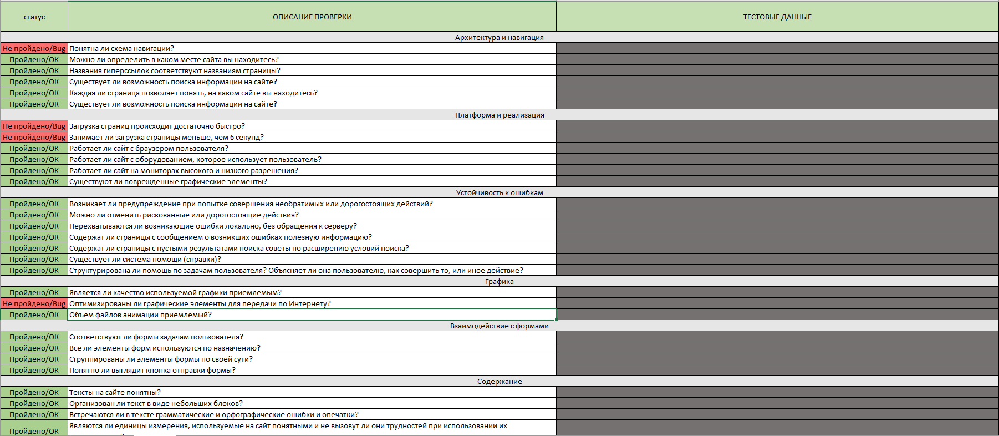 статус ОПИСАНИЕ ПРОВЕРКИ ТЕСТОВЫЕ ДАННЫЕ
Архитектура и навигация
Не пройдено/Bug Понятна ли схема навигации?
Пройдено/ОК Можно ли определить в каком месте сайта вы находитесь?
Пройдено/ОК Названия гиперссылок соответствуют названиям страницы?
Пройдено/ОК Существует ли возможность поиска информации на сайте?
Пройдено/ОК Каждая ли страница позволяет понять, на каком сайте вы находитесь?
Пройдено/ОК Существует ли возможность поиска информации на сайте?
Платформа и реализация
Не пройдено/Bug Загрузка страниц происходит достаточно быстро?
Не пройдено/Bug Занимает ли загрузка страницы меньше, чем 6 секунд?
Пройдено/ОК Работает ли сайт с браузером пользователя?
Пройдено/ОК Работает ли сайт с оборудованием, которое использует пользователь?
Пройдено/ОК Работает ли сайт на мониторах высокого и низкого разрешения?
Пройдено/ОК Существуют ли поврежденные графические элементы?
Устойчивость к ошибкам
Пройдено/ОК Возникает ли предупреждение при попытке совершения необратимых или дорогостоящих действий?
Пройдено/ОК Можно ли отменить рискованные или дорогостоящие действия?
Пройдено/ОК Перехватываются ли возникающие ошибки локально, без обращения к серверу?
Пройдено/ОК Содержат ли страницы с сообщением о возникших ошибках полезную информацию?
Пройдено/ОК Содержат ли страницы с пустыми результатами поиска советы по расширению условий поиска?
Пройдено/ОК Существует ли система помощи (справки)?
Пройдено/ОК Структурирована ли помощь по задачам пользователя? Объясняет ли она пользователю, как совершить то, или иное действие?
Графика
Пройдено/ОК Является ли качество используемой графики приемлемым?
Не пройдено/Bug Оптимизированы ли графические элементы для передачи по Интернету?
Пройдено/ОК Объем файлов анимации приемлемый?
Взаимодействие с формами
Пройдено/ОК Соответствуют ли формы задачам пользователя?
Пройдено/ОК Все ли элементы форм используются по назначению?
Пройдено/ОК Сгруппированы ли элементы формы по своей сути?
Пройдено/ОК Понятно ли выглядит кнопка отправки формы?
Содержание
Пройдено/ОК Тексты на сайте понятны?
Пройдено/ОК Организован ли текст в виде небольших блоков?
Пройдено/ОК Встречаются ли в тексте грамматические и орфографические ошибки и опечатки?
Пройдено/ОК Являются ли единицы измерения, используемые на сайт понятными и не вызовут ли они трудностей при использовании их